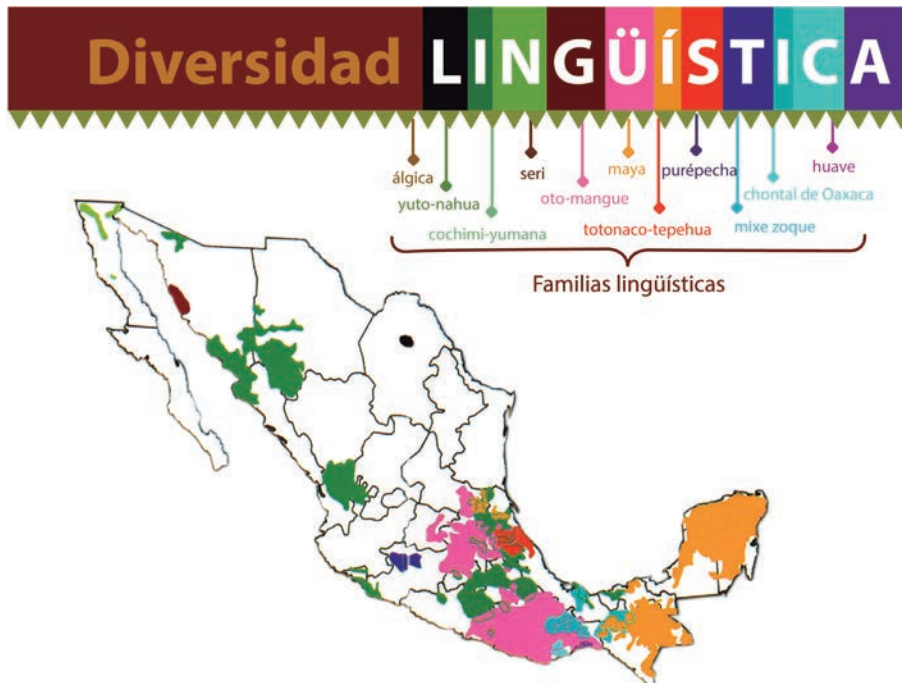 Diversidad LINGÜÍSTICA
álgica
yuto-nahua
cochimi-yumana
seri
oto-mangue
maya
totonaco-tepehua
purépecha
mixe zoque
chontal de Oaxaca
huave
Familias lingüísticas